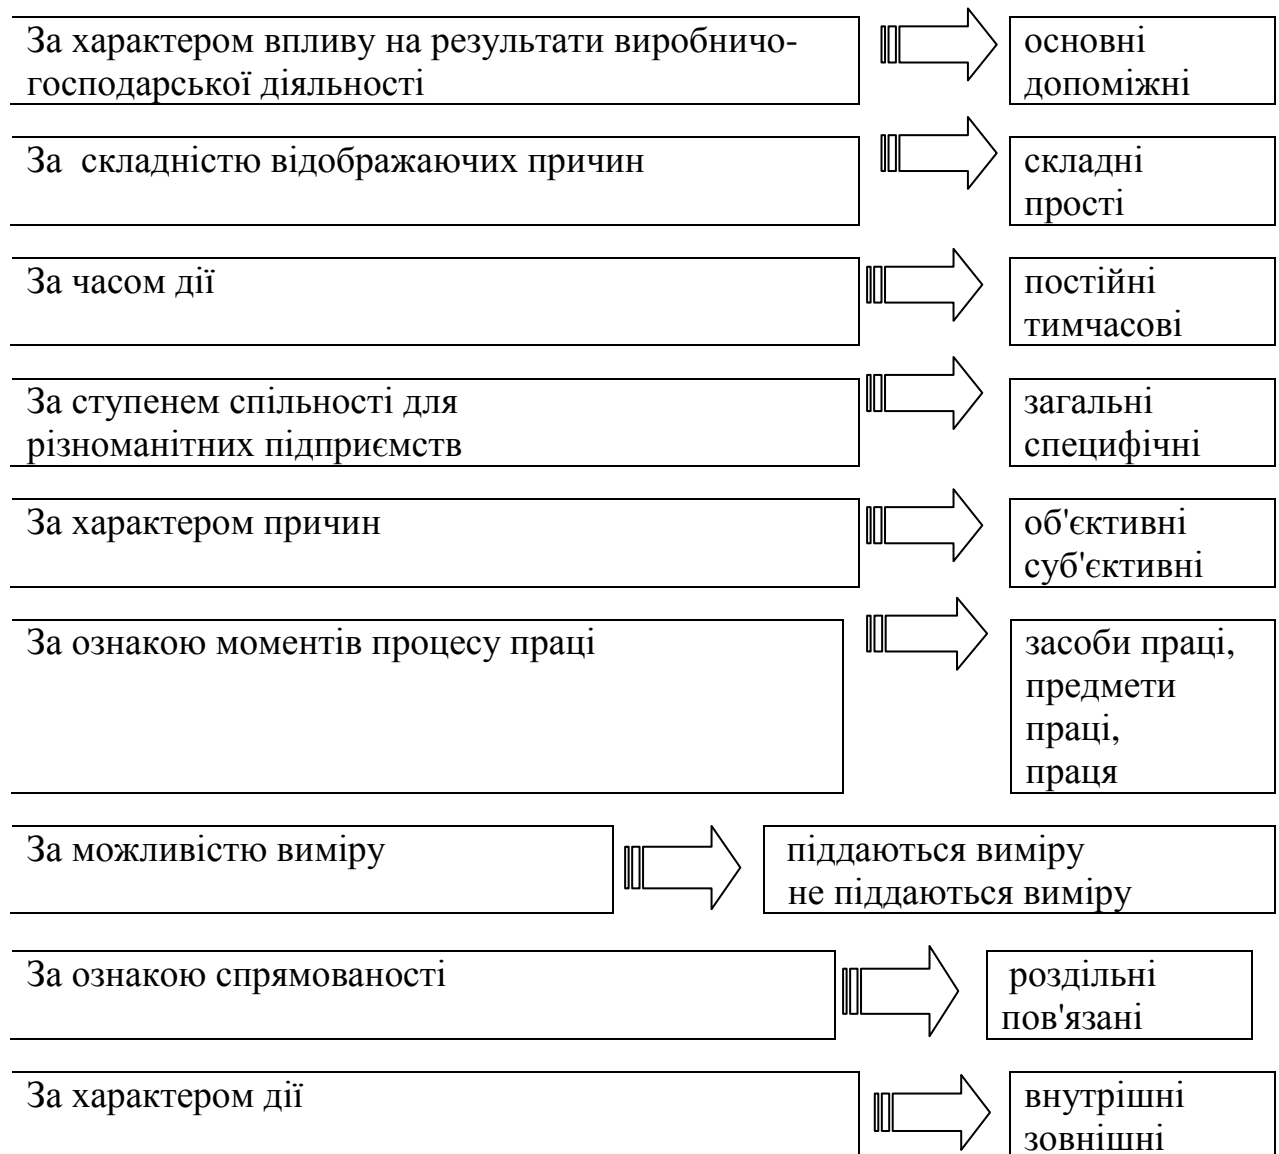 За характером впливу на результати виробничо-
господарської діяльності
основні
допоміжні
За складністю відображаючих причин
складні
прості
За часом дії
постійні
тимчасові
За ступенем спільності для
різноманітних підприємств
загальні
специфічні
За характером причин
об'єктивні
суб'єктивні
За ознакою моментів процесу праці
засоби праці,
предмети
праці,
праця
За можливістю виміру
піддаються виміру
не піддаються виміру
За ознакою спрямованості
роздільні
пов'язані
За характером дії
внутрішні
зовнішні